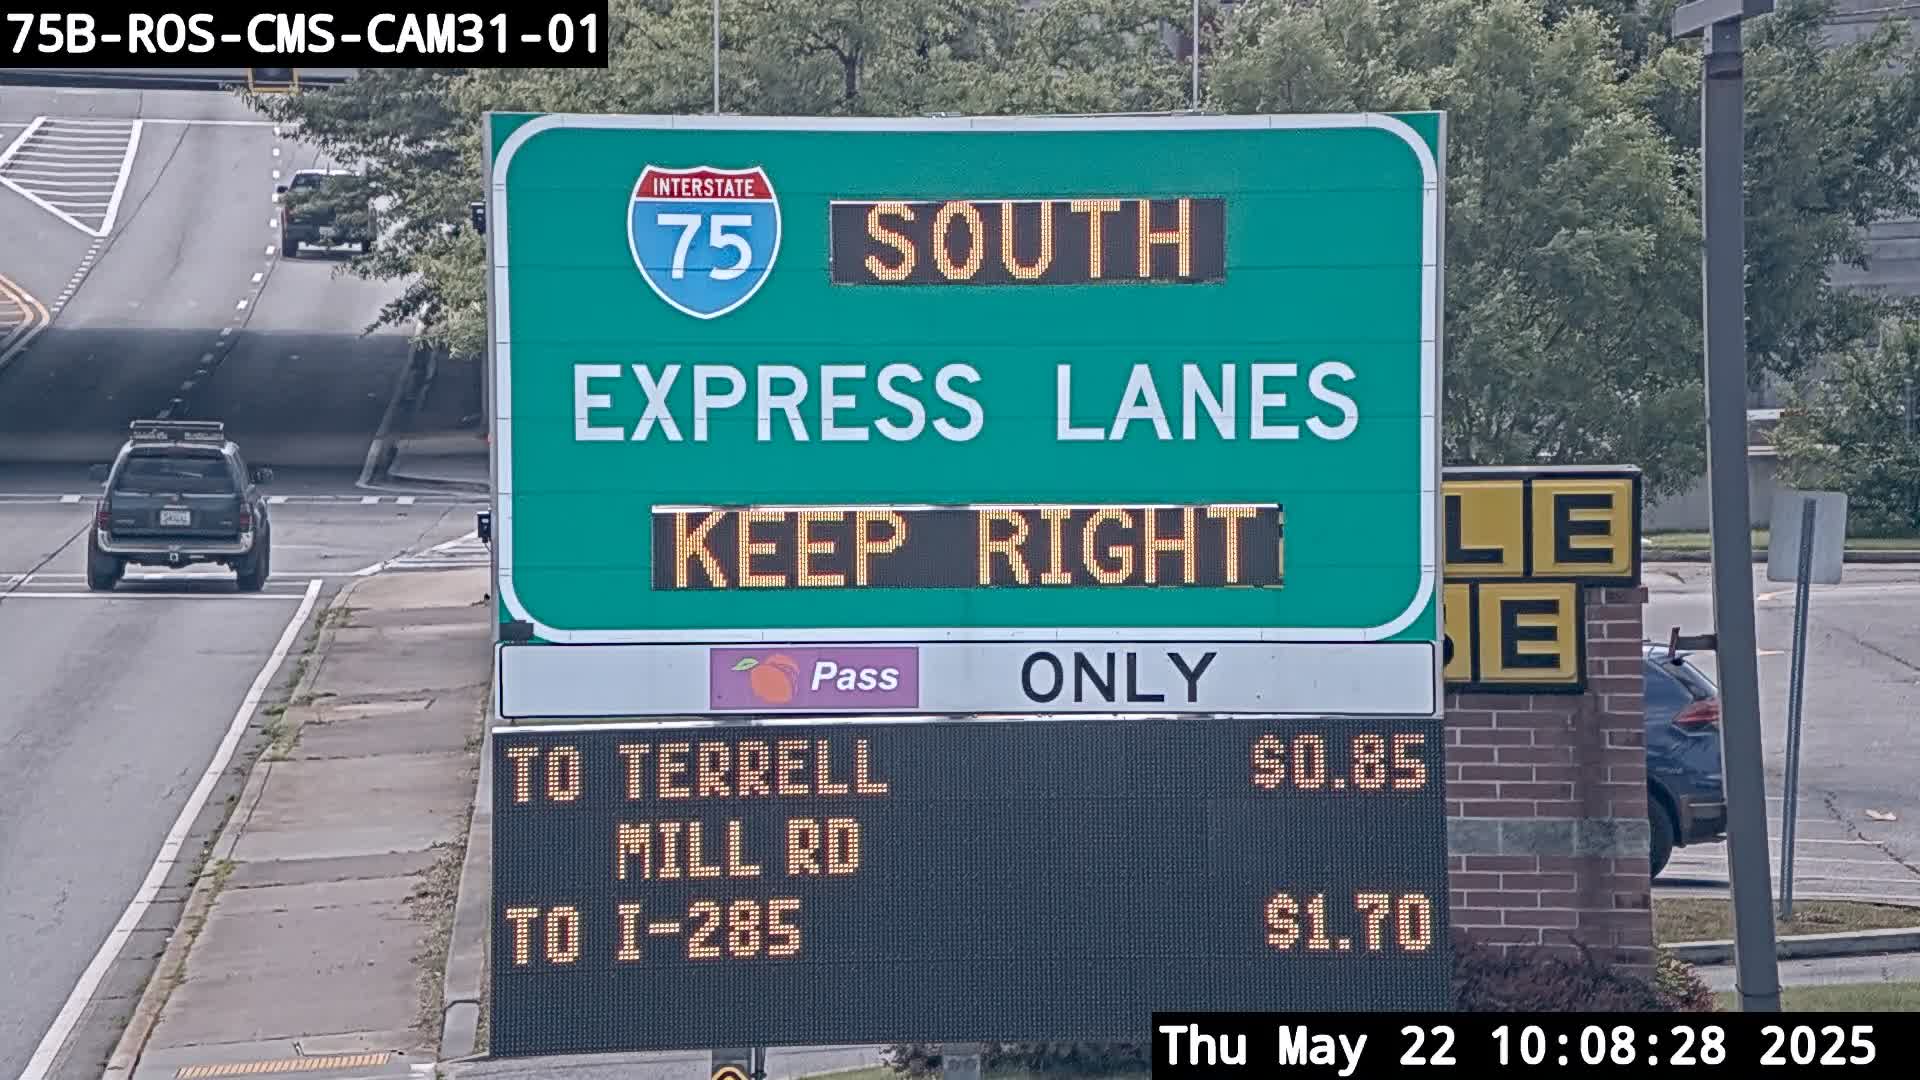 75B-ROS-CMS-CAM31-01
INTERSTATE
75
SOUTH
EXPRESS LANES
KEEP RIGHT
Pass ONLY
TO TERRELL $0.85
MILL RD
TO I-285 $1.70
LE
E
Thu May 22 10:08:28 2025